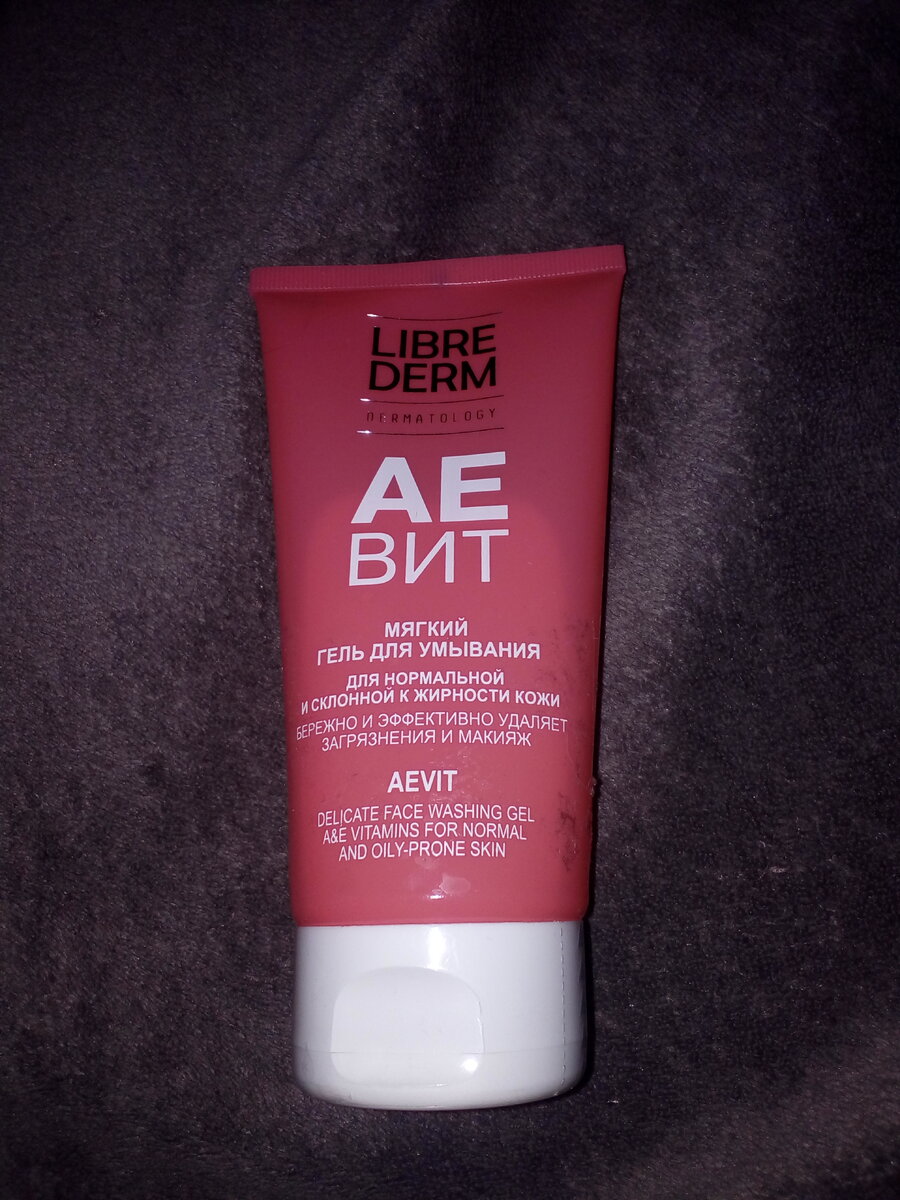 LIBRE
DERM
DERMATOLOGY
АЕ
ВИТ
МЯГКИЙ
ГЕЛЬ ДЛЯ УМЫВАНИЯ
ДЛЯ НОРМАЛЬНОЙ
И СКЛОННОЙ К ЖИРНОСТИ КОЖИ
БЕРЕЖНО И ЭФФЕКТИВНО УДАЛЯЕТ
ЗАГРЯЗНЕНИЯ И МАКИЯЖ
AEVIT
DELICATE FACE WASHING GEL
A&E VITAMINS FOR NORMAL
AND OILY-PRONE SKIN